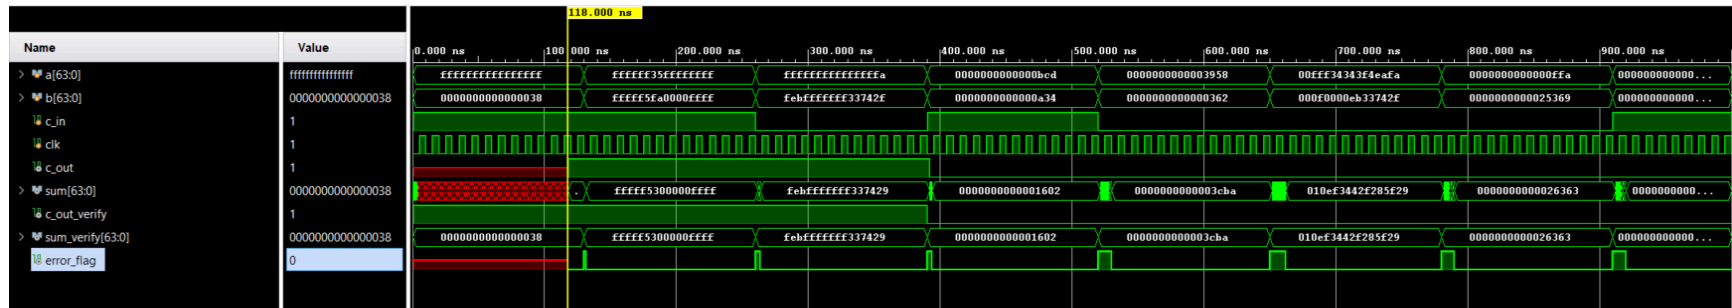 118.000 ns
Name Value 0.000 ns 100.000 ns 200.000 ns 300.000 ns 400.000 ns 500.000 ns 600.000 ns 700.000 ns 800.000 ns 900.000 ns
a[63:0] ffffffffffffffff ffffffffffffffff ffffff35ffffffff fffffffffffffffa 0000000000000bcd 0000000000003958 00fff34343f4eafa 0000000000000ffa 000000000000...
b[63:0] 0000000000000038 0000000000000038 fffff5fa0000ffff febfffffff33742f 0000000000000a34 0000000000000362 000f0000eb33742f 0000000000025369 000000000000...
c_in 1
clk 1
c_out 1
sum[63:0] 0000000000000038 . fffff5300000ffff febfffffff337429 0000000000001602 0000000000003cba 010ef3442f285f29 0000000000026363 0000000000...
c_out_verify 1
sum_verify[63:0] 0000000000000038 0000000000000038 fffff5300000ffff febfffffff337429 0000000000001602 0000000000003cba 010ef3442f285f29 0000000000026363 000000000000...
error_flag 0